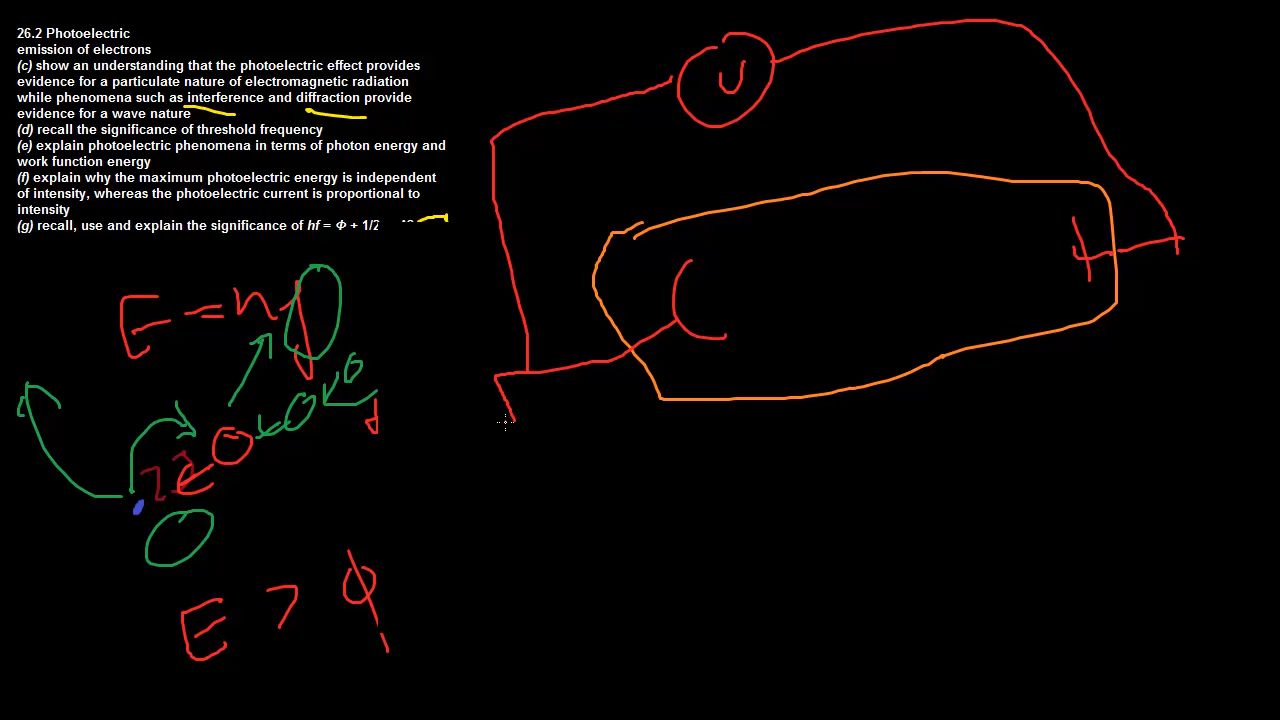 26.2 Photoelectric
emission of electrons
(c) show an understanding that the photoelectric effect provides
evidence for a particulate nature of electromagnetic radiation
while phenomena such as interference and diffraction provide
evidence for a wave nature
(d) recall the significance of threshold frequency
(e) explain photoelectric phenomena in terms of photon energy and
work function energy
(f) explain why the maximum photoelectric energy is independent
of intensity, whereas the photoelectric current is proportional to
intensity
(g) recall, use and explain the significance of hf = Φ + 1/2
V
E = hf
E > ϕ